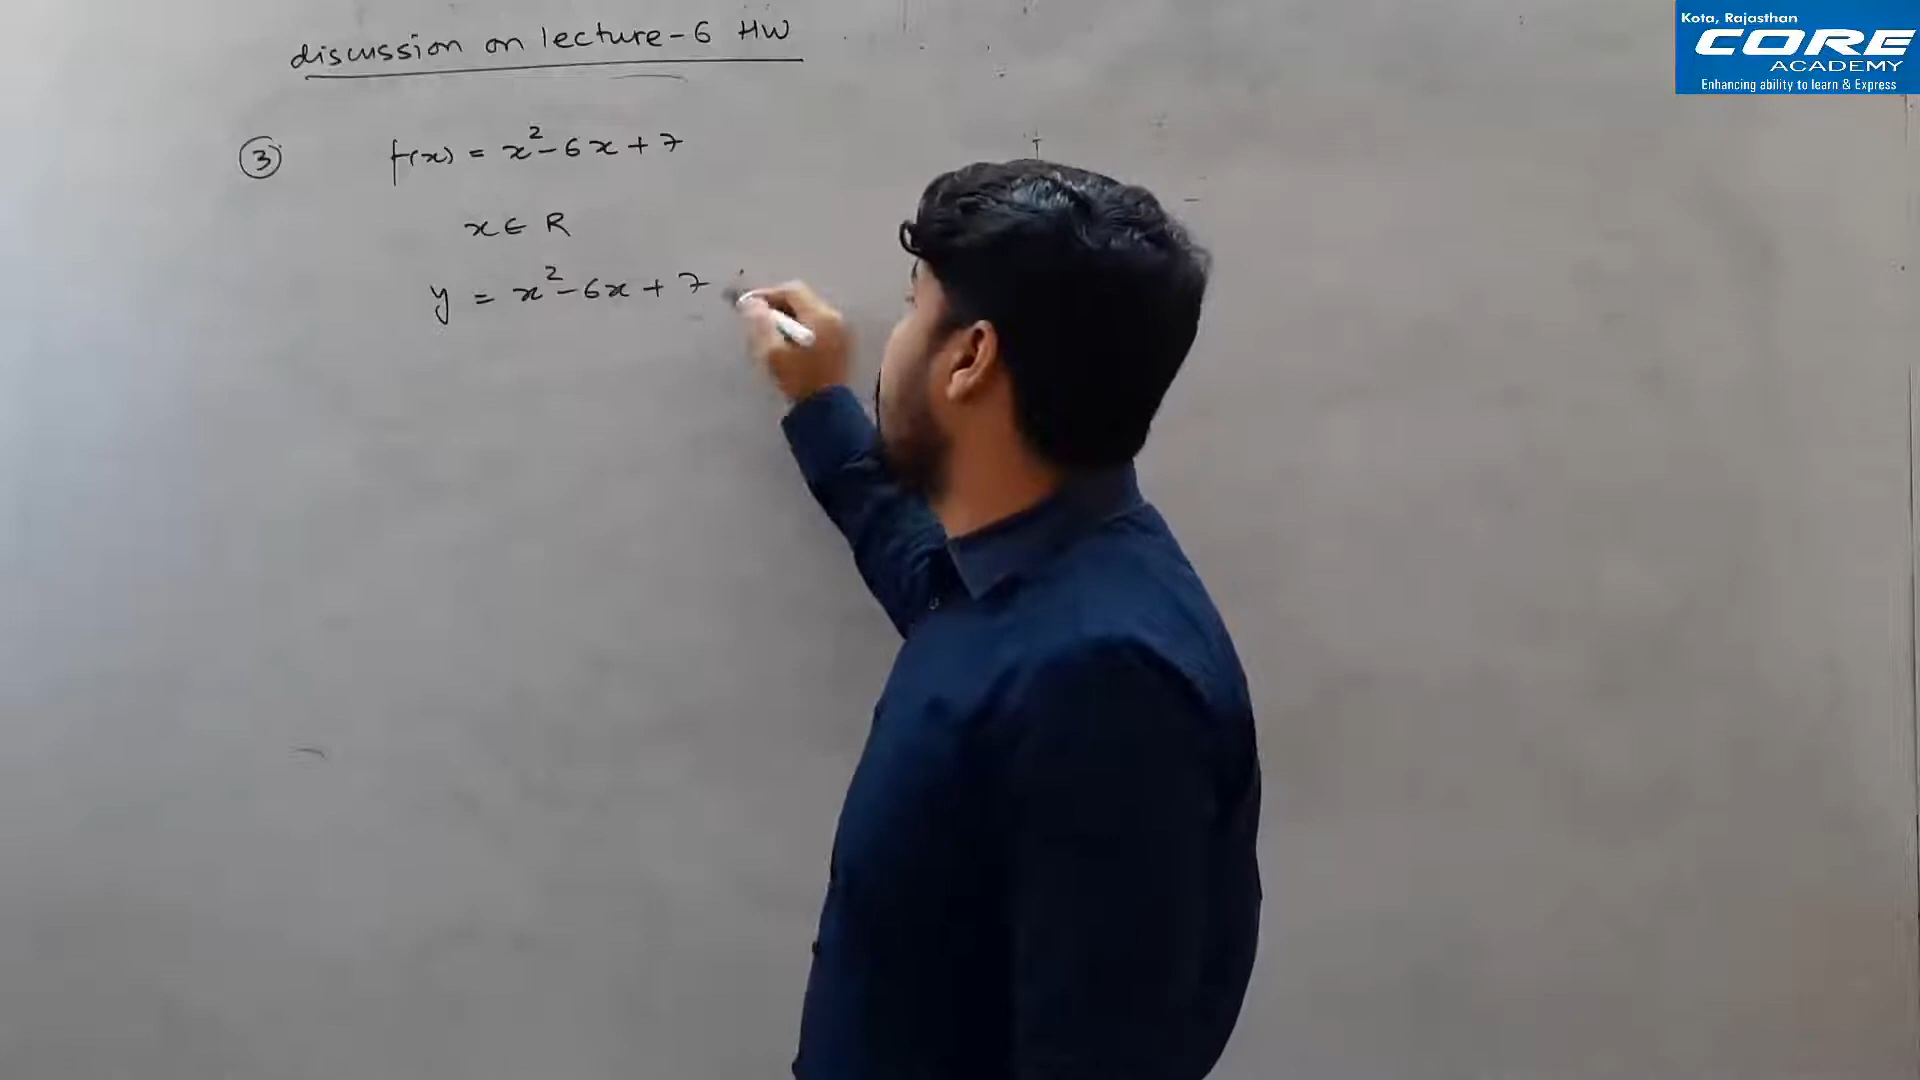 discussion on lecture-6 HW
Kota, Rajasthan
CORE
ACADEMY
Enhancing ability to learn & Express
③ f(x) = x² - 6x + 7
x ∈ R
y = x² - 6x + 7